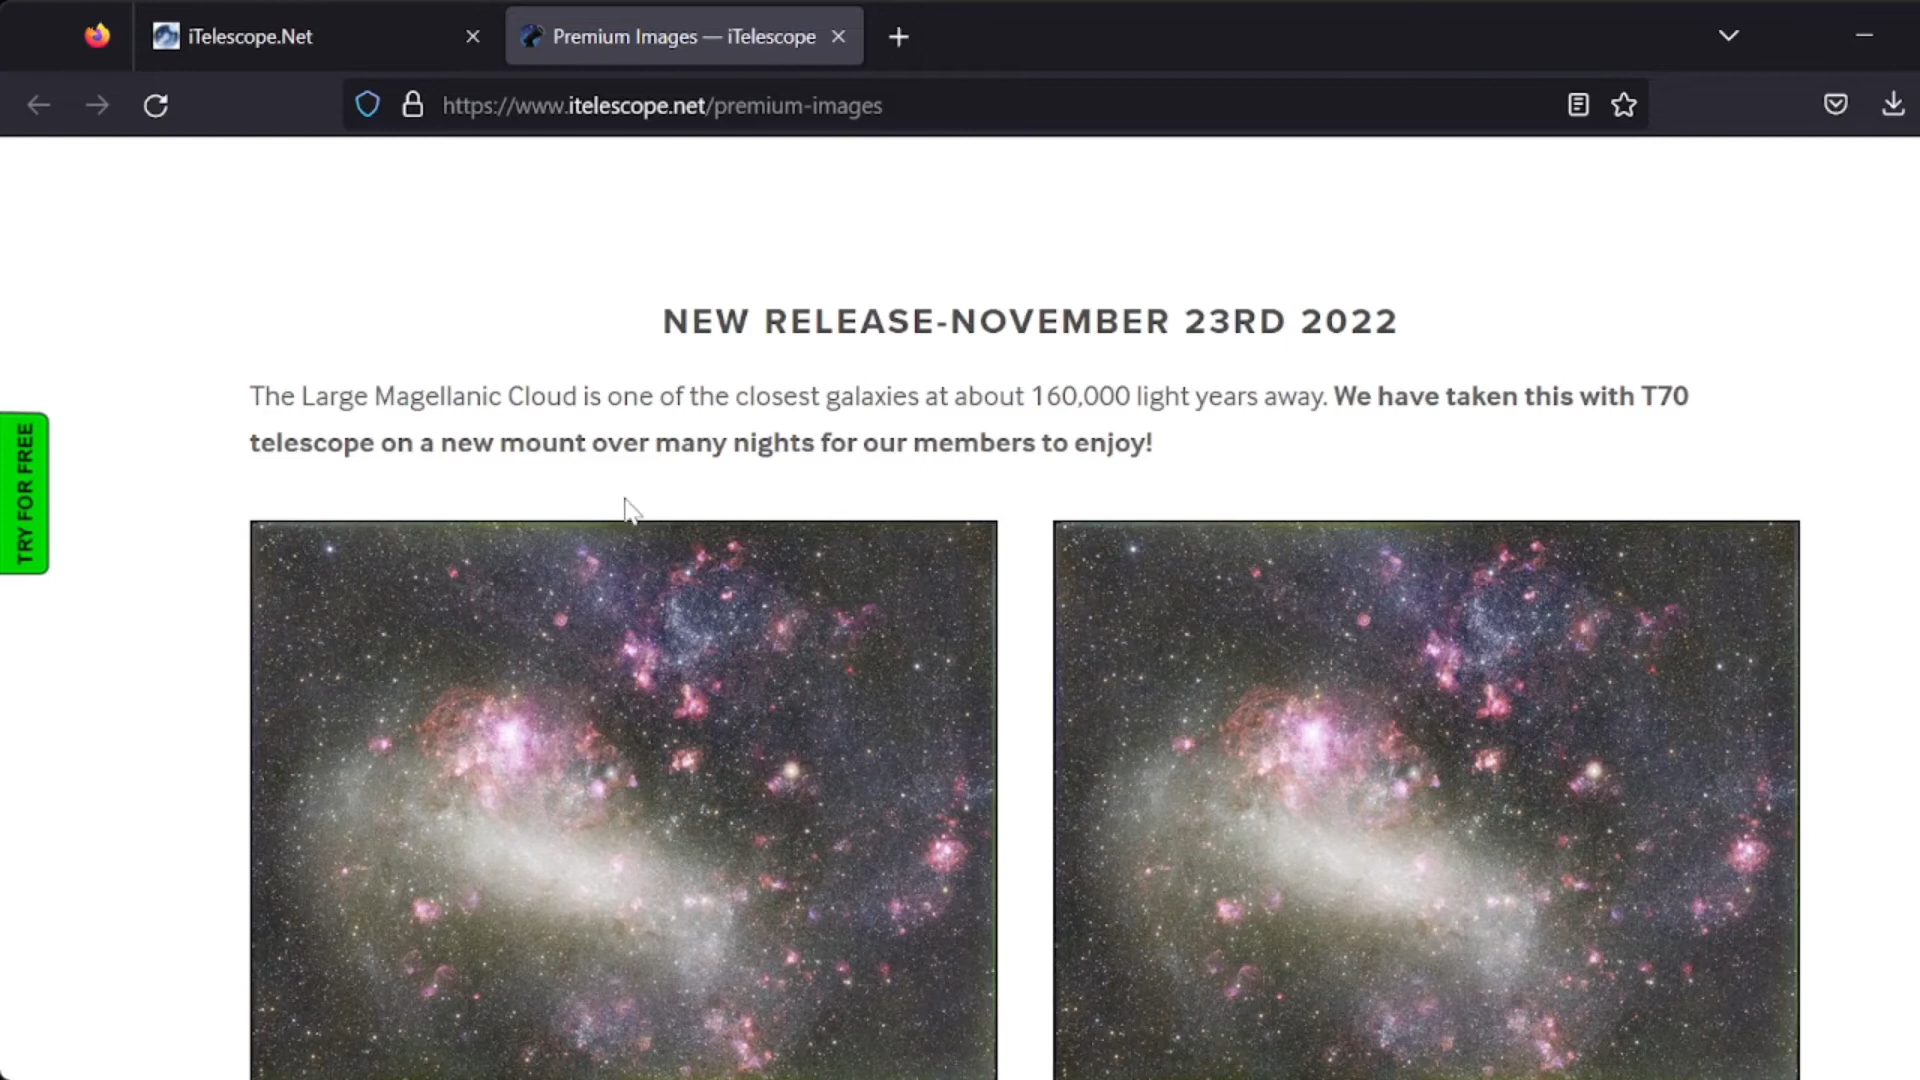 iTelescope.Net
Premium Images — iTelescope
https://www.itelescope.net/premium-images
NEW RELEASE-NOVEMBER 23RD 2022
The Large Magellanic Cloud is one of the closest galaxies at about 160,000 light years away. We have taken this with T70
telescope on a new mount over many nights for our members to enjoy!
TRY FOR FREE